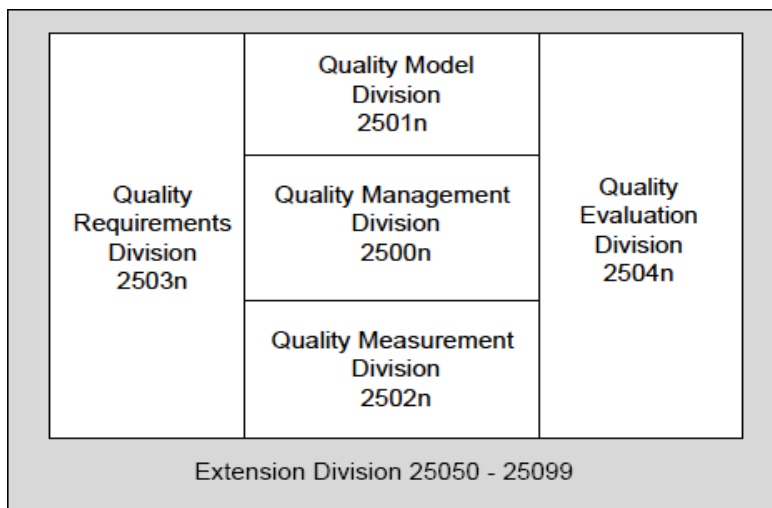 Quality
Requirements
Division
2503n
Quality Model
Division
2501n
Quality Management
Division
2500n
Quality Measurement
Division
2502n
Quality
Evaluation
Division
2504n
Extension Division 25050 - 25099